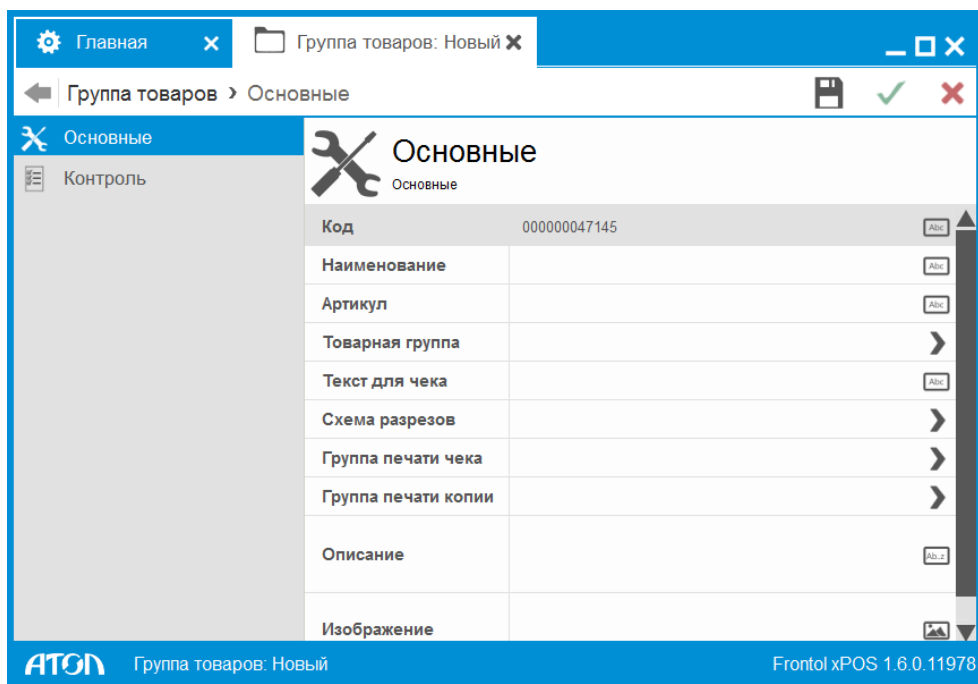 Главная
Группа товаров: Новый
Группа товаров › Основные
Основные
Контроль
Основные
Основные
Код 000000047145 Abc
Наименование Abc
Артикул Abc
Товарная группа
Текст для чека Abc
Схема разрезов
Группа печати чека
Группа печати копии
Описание Ab..z
Изображение
ATOL Группа товаров: Новый Frontol xPOS 1.6.0.11978